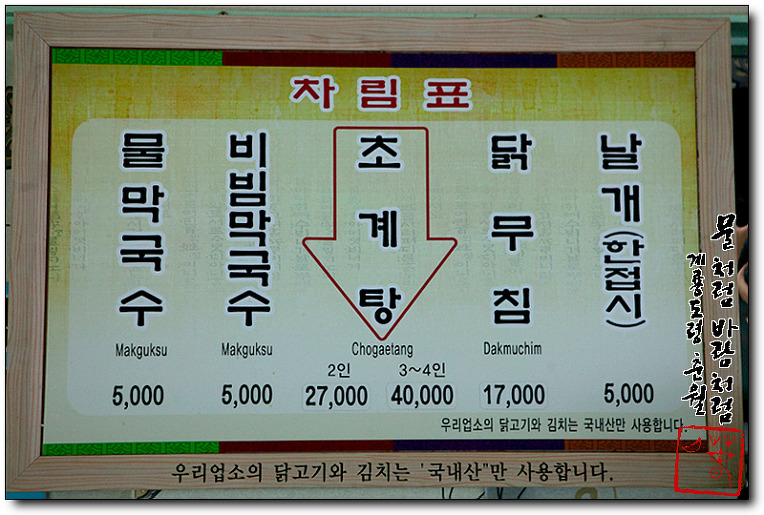 차림표
물막국수
비빔막국수
초계탕
닭무침
날개(한접시)
Makguksu
Makguksu
Chogaetang
Dakmuchim
2인
3~4인
5,000
5,000
27,000
40,000
17,000
5,000
우리업소의 닭고기와 김치는 국내산만 사용합니다.
우리업소의 닭고기와 김치는 '국내산"만 사용합니다.
물처럼 바람처럼
계룡도령 춘월